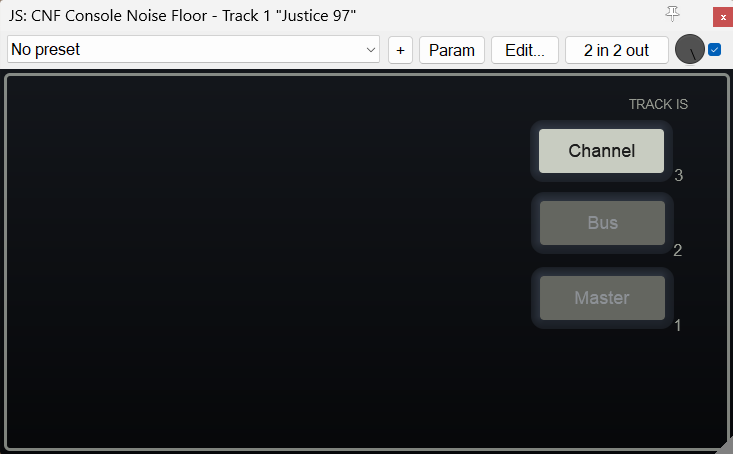 JS: CNF Console Noise Floor - Track 1 "Justice 97"
No preset
+
Param
Edit...
2 in 2 out
TRACK IS
Channel
3
Bus
2
Master
1